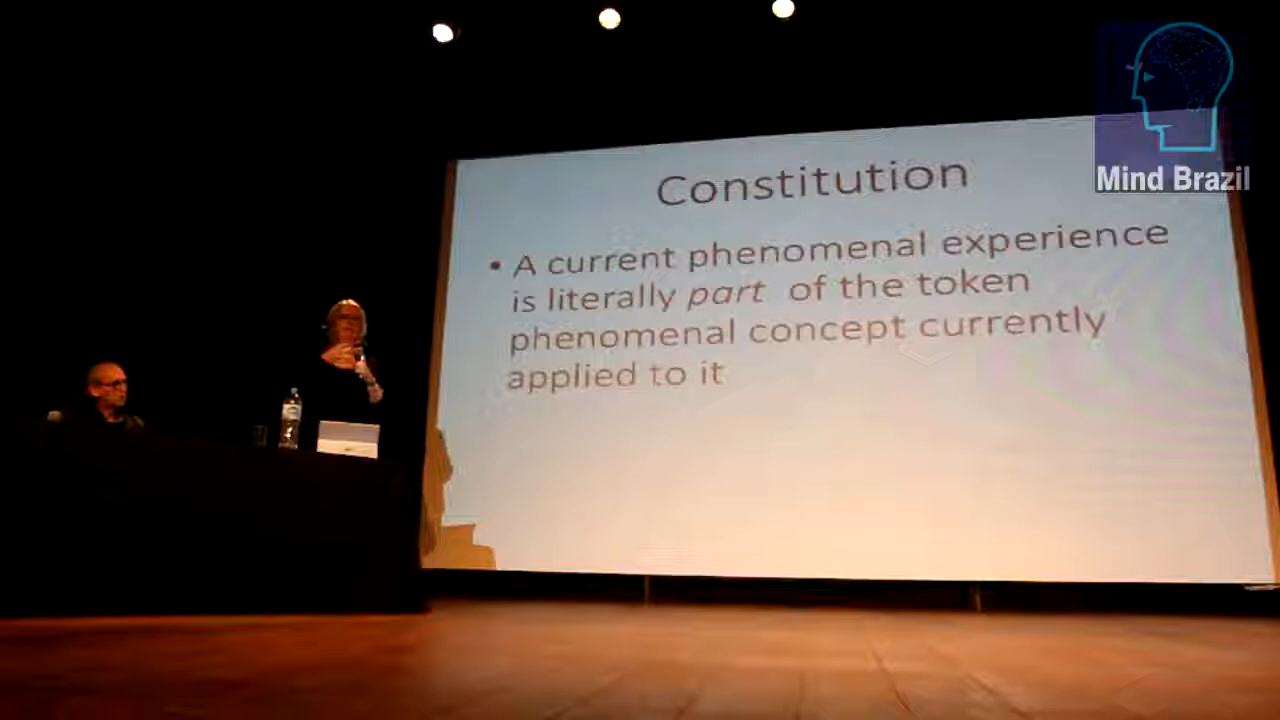 Mind Brazil
Constitution
• A current phenomenal experience
is literally part of the token
phenomenal concept currently
applied to it